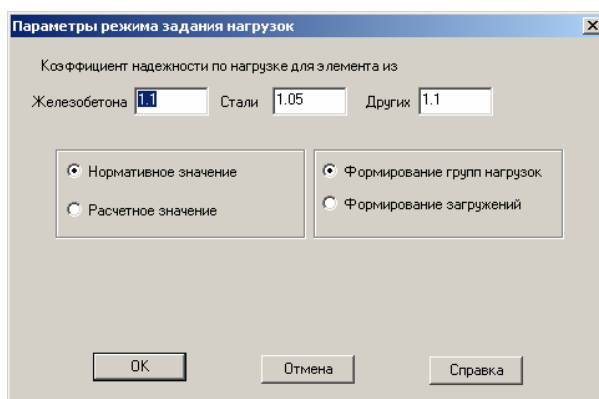 Параметры режима задания нагрузок
Коэффициент надежности по нагрузке для элемента из
Железобетона 1.1 Стали 1.05 Других 1.1
Нормативное значение
Расчетное значение
Формирование групп нагрузок
Формирование загружений
OK Отмена Справка